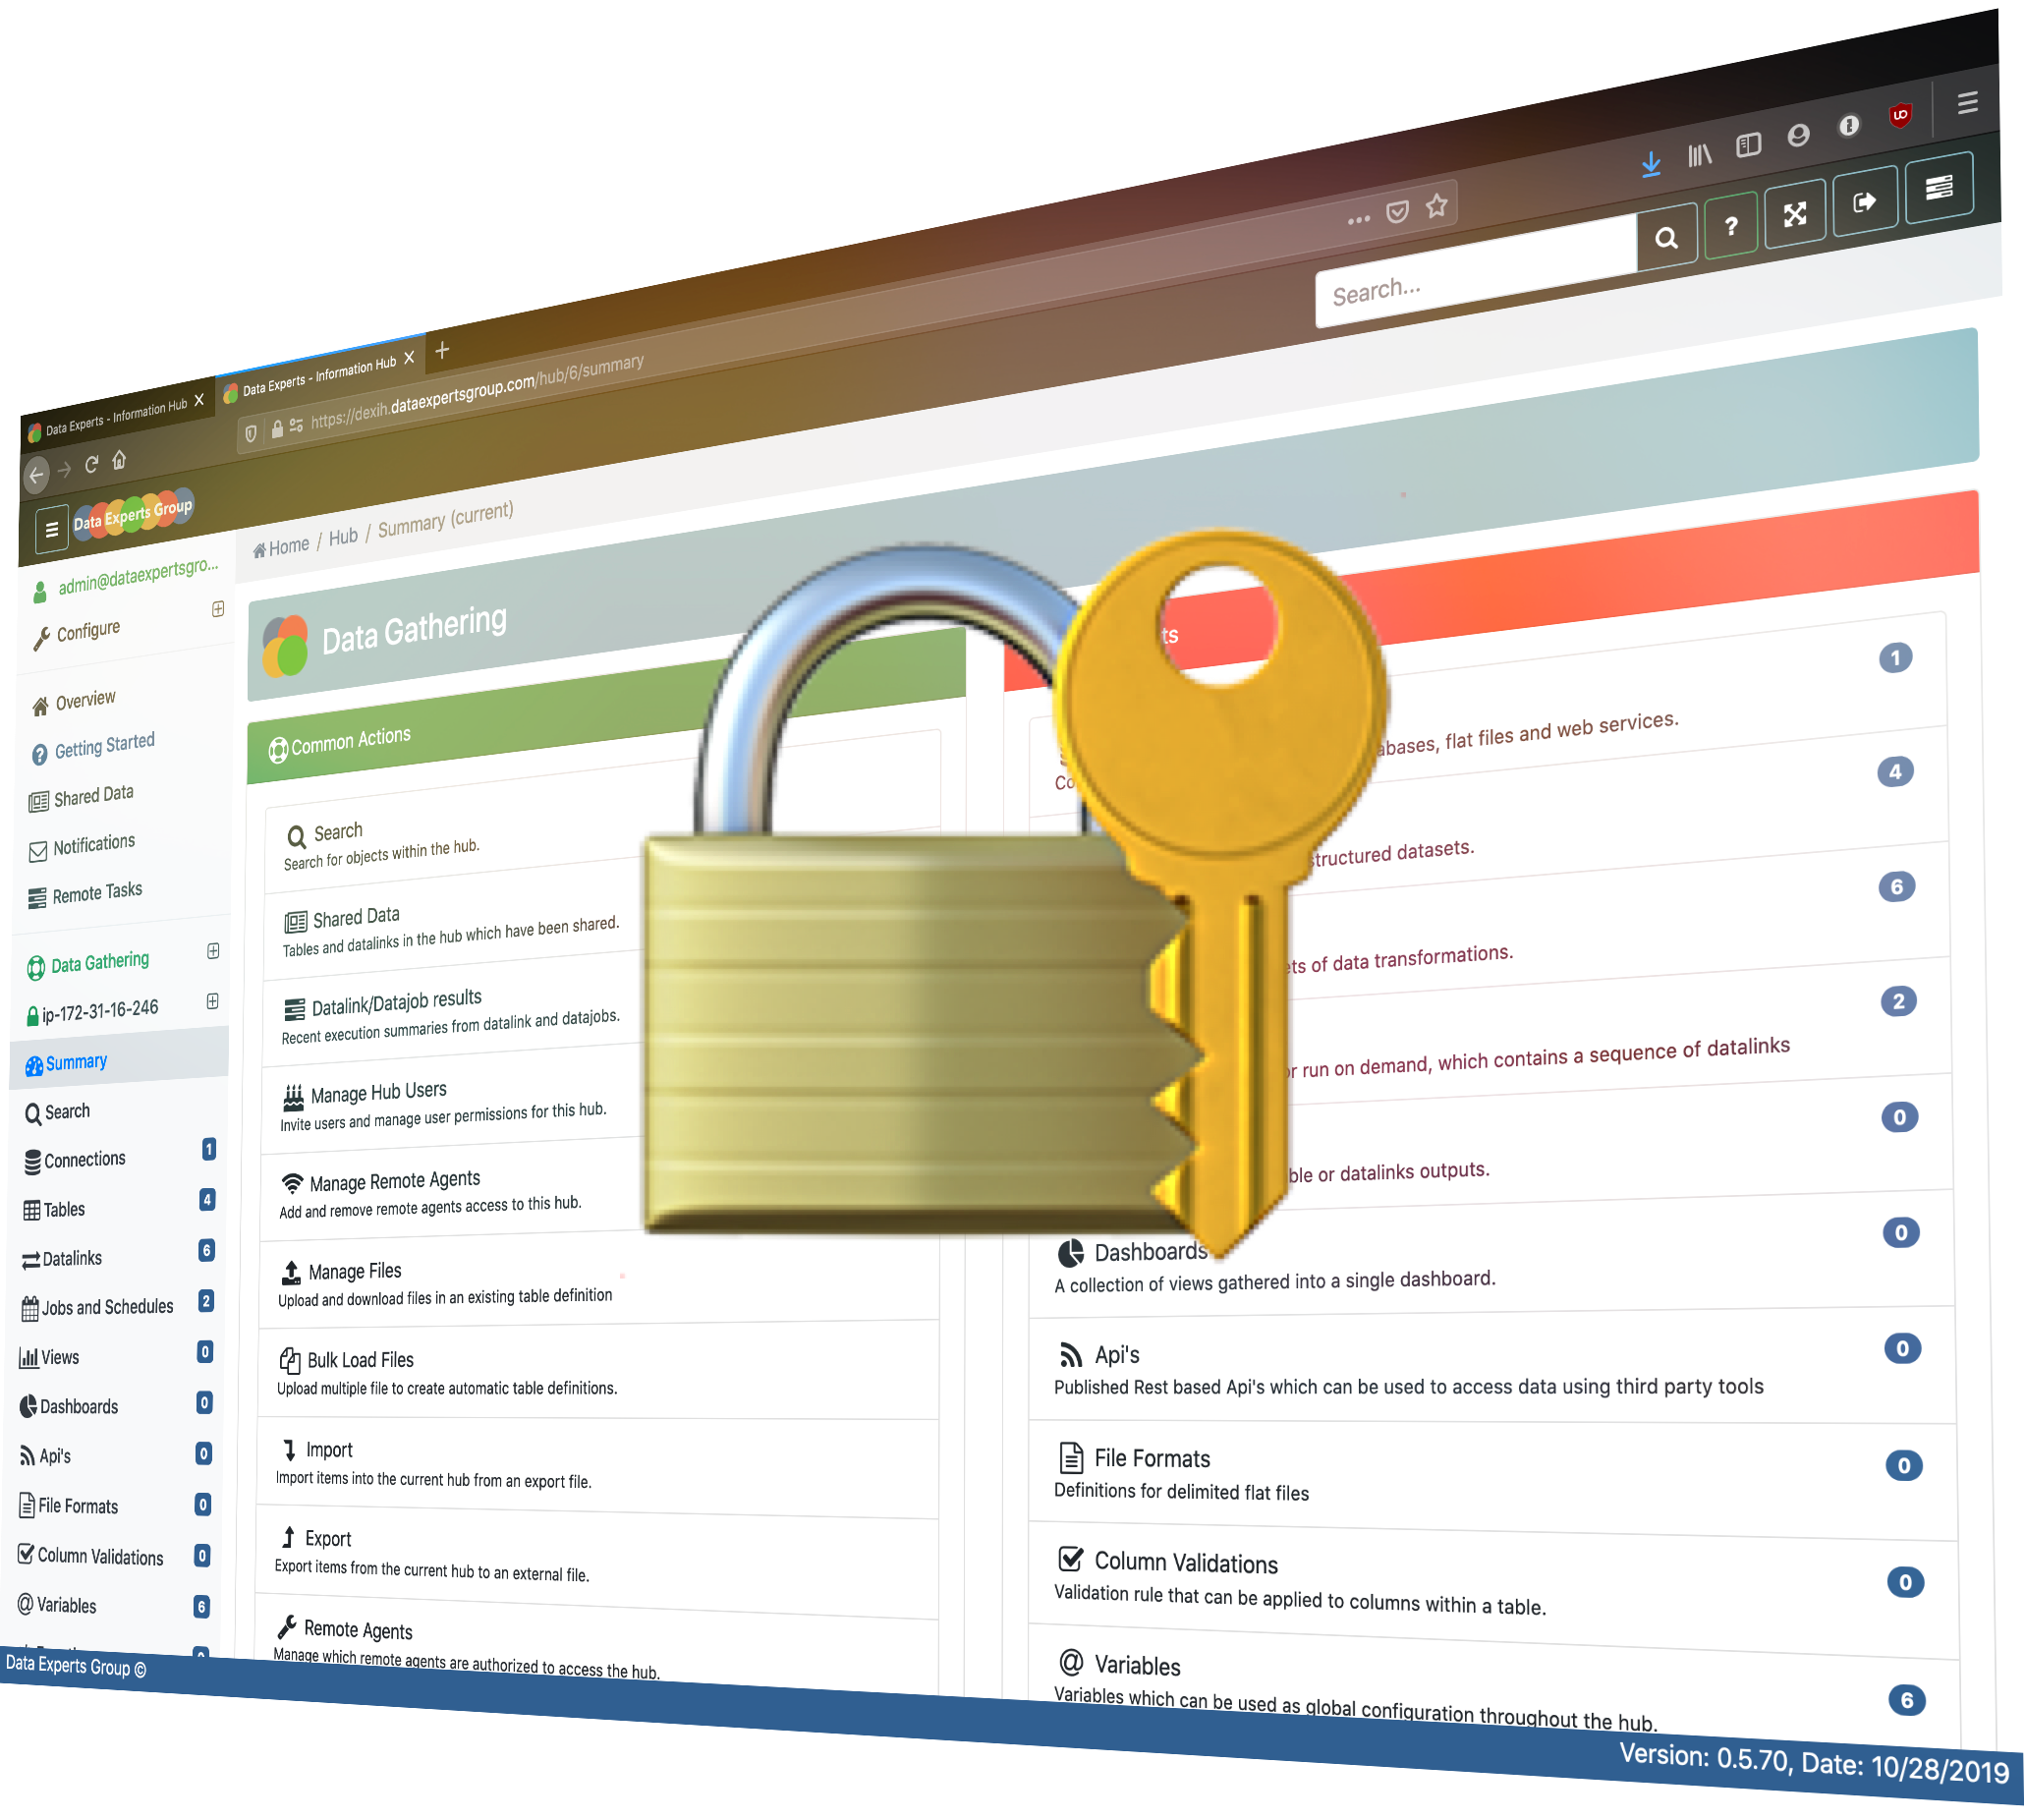 Data Experts - Information Hub
Data Experts - Information Hub
https://dexih.dataexpertsgroup.com/hub/6/summary
Search...
?
Data Experts Group
admin@dataexpertsgro...
Configure
Overview
Getting Started
Shared Data
Notifications
Remote Tasks
Data Gathering
ip-172-31-16-246
Summary
Search
Connections 1
Tables 4
Datalinks 6
Jobs and Schedules 2
Views 0
Dashboards 0
Api's 0
File Formats 0
Column Validations 0
Variables 6
Home / Hub / Summary (current)
Data Gathering
Common Actions
Search
Search for objects within the hub.
Shared Data
Tables and datalinks in the hub which have been shared.
Datalink/Datajob results
Recent execution summaries from datalink and datajobs.
Manage Hub Users
Invite users and manage user permissions for this hub.
Manage Remote Agents
Add and remove remote agents access to this hub.
Manage Files
Upload and download files in an existing table definition
Bulk Load Files
Upload multiple file to create automatic table definitions.
Import
Import items into the current hub from an export file.
Export
Export items from the current hub to an external file.
Remote Agents
Manage which remote agents are authorized to access the hub.
1
flat files and web services.
4
structured datasets.
6
of data transformations.
2
or run on demand, which contains a sequence of datalinks
0
or datalinks outputs.
Dashboards 0
A collection of views gathered into a single dashboard.
Api's 0
Published Rest based Api's which can be used to access data using third party tools
File Formats 0
Definitions for delimited flat files
Column Validations 0
Validation rule that can be applied to columns within a table.
Variables 6
Variables which can be used as global configuration throughout the hub.
Data Experts Group ©
Version: 0.5.70, Date: 10/28/2019